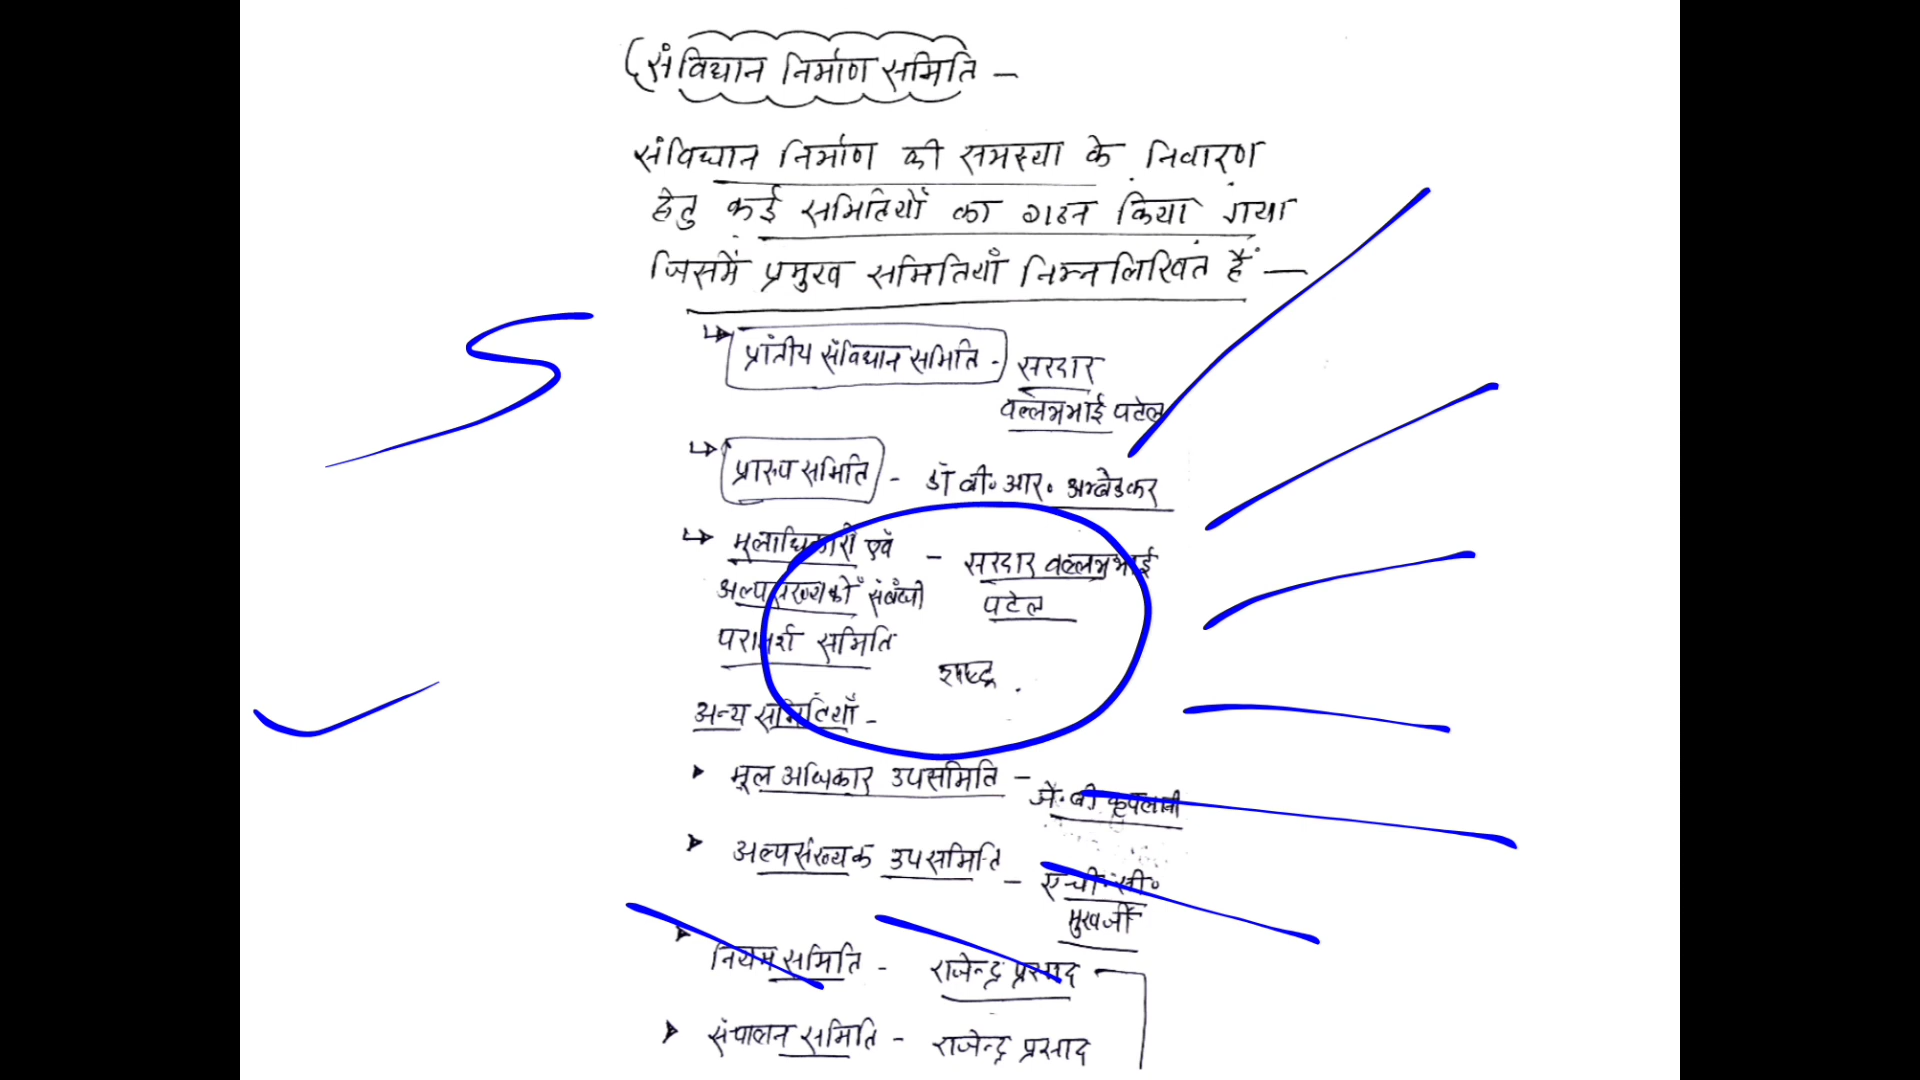 संविधान निर्माण समिति –
संविधान निर्माण की समस्या के निवारण
हेतु कई समितियों का गठन किया गया
जिसमें प्रमुख समितियाँ निम्नलिखित हैं –
प्रांतीय संविधान समिति - सरदार
वल्लभभाई पटेल
प्रारुप समिति - डॉ बी. आर. अम्बेडकर
मूलाधिकारों एवं - सरदार वल्लभभाई
अल्पसंख्यकों संबंधी पटेल
परामर्श समिति
अन्य समितियाँ -
मूल अधिकार उपसमिति - जे. बी कृपलानी
अल्पसंख्यक उपसमिति - एच. सी.
मुखर्जी
नियम समिति - राजेन्द्र प्रसाद
संचालन समिति - राजेन्द्र प्रसाद